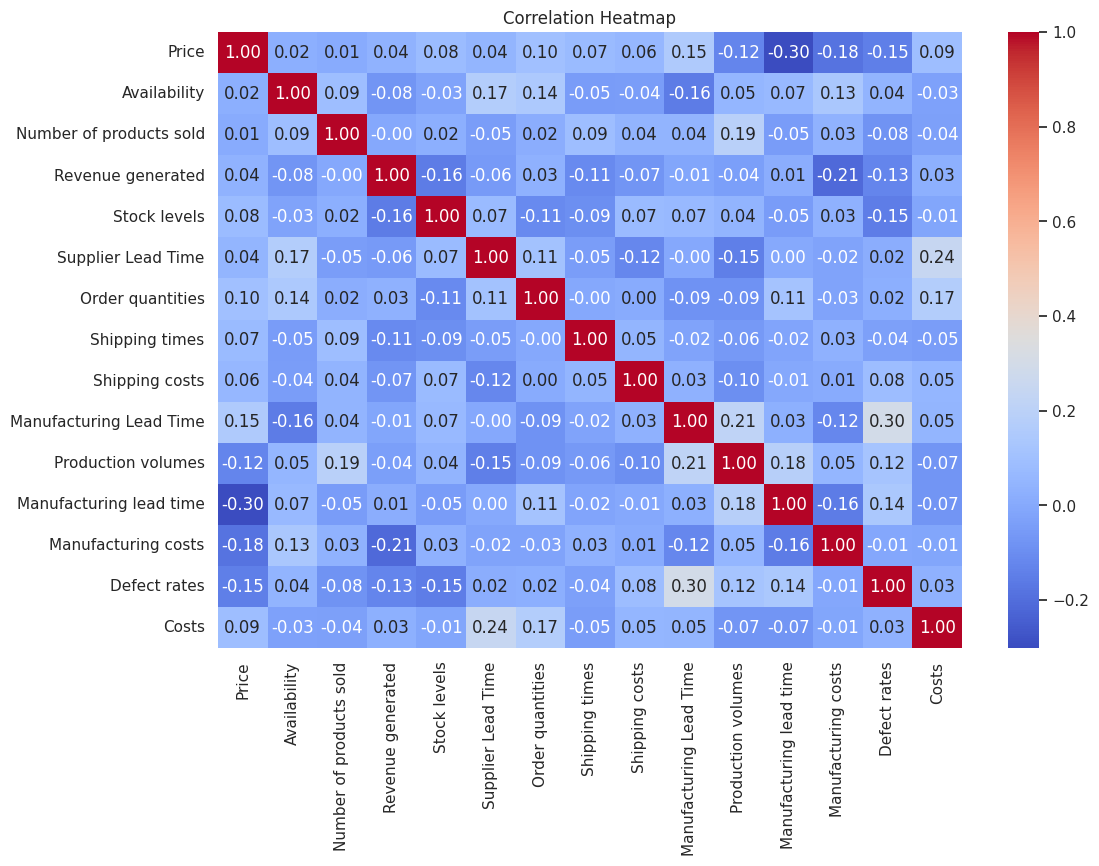 Correlation Heatmap
Price 1.00 0.02 0.01 0.04 0.08 0.04 0.10 0.07 0.06 0.15 -0.12 -0.30 -0.18 -0.15 0.09
Availability 0.02 1.00 0.09 -0.08 -0.03 0.17 0.14 -0.05 -0.04 -0.16 0.05 0.07 0.13 0.04 -0.03
Number of products sold 0.01 0.09 1.00 -0.00 0.02 -0.05 0.02 0.09 0.04 0.04 0.19 -0.05 0.03 -0.08 -0.04
Revenue generated 0.04 -0.08 -0.00 1.00 -0.16 -0.06 0.03 -0.11 -0.07 -0.01 -0.04 0.01 -0.21 -0.13 0.03
Stock levels 0.08 -0.03 0.02 -0.16 1.00 0.07 -0.11 -0.09 0.07 0.07 0.04 -0.05 0.03 -0.15 -0.01
Supplier Lead Time 0.04 0.17 -0.05 -0.06 0.07 1.00 0.11 -0.05 -0.12 -0.00 -0.15 0.00 -0.02 0.02 0.24
Order quantities 0.10 0.14 0.02 0.03 -0.11 0.11 1.00 -0.00 0.00 -0.09 -0.09 0.11 -0.03 0.02 0.17
Shipping times 0.07 -0.05 0.09 -0.11 -0.09 -0.05 -0.00 1.00 0.05 -0.02 -0.06 -0.02 0.03 -0.04 -0.05
Shipping costs 0.06 -0.04 0.04 -0.07 0.07 -0.12 0.00 0.05 1.00 0.03 -0.10 -0.01 0.01 0.08 0.05
Manufacturing Lead Time 0.15 -0.16 0.04 -0.01 0.07 -0.00 -0.09 -0.02 0.03 1.00 0.21 0.03 -0.12 0.30 0.05
Production volumes -0.12 0.05 0.19 -0.04 0.04 -0.15 -0.09 -0.06 -0.10 0.21 1.00 0.18 0.05 0.12 -0.07
Manufacturing lead time -0.30 0.07 -0.05 0.01 -0.05 0.00 0.11 -0.02 -0.01 0.03 0.18 1.00 -0.16 0.14 -0.07
Manufacturing costs -0.18 0.13 0.03 -0.21 0.03 -0.02 -0.03 0.03 0.01 -0.12 0.05 -0.16 1.00 -0.01 -0.01
Defect rates -0.15 0.04 -0.08 -0.13 -0.15 0.02 0.02 -0.04 0.08 0.30 0.12 0.14 -0.01 1.00 0.03
Costs 0.09 -0.03 -0.04 0.03 -0.01 0.24 0.17 -0.05 0.05 0.05 -0.07 -0.07 -0.01 0.03 1.00
Price
Availability
Number of products sold
Revenue generated
Stock levels
Supplier Lead Time
Order quantities
Shipping times
Shipping costs
Manufacturing Lead Time
Production volumes
Manufacturing lead time
Manufacturing costs
Defect rates
Costs
1.0
0.8
0.6
0.4
0.2
0.0
−0.2